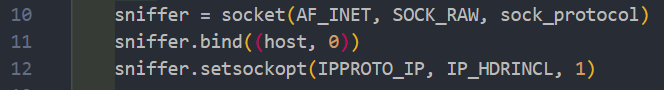 10 sniffer = socket(AF_INET, SOCK_RAW, sock_protocol)
11 sniffer.bind((host, 0))
12 sniffer.setsockopt(IPPROTO_IP, IP_HDRINCL, 1)